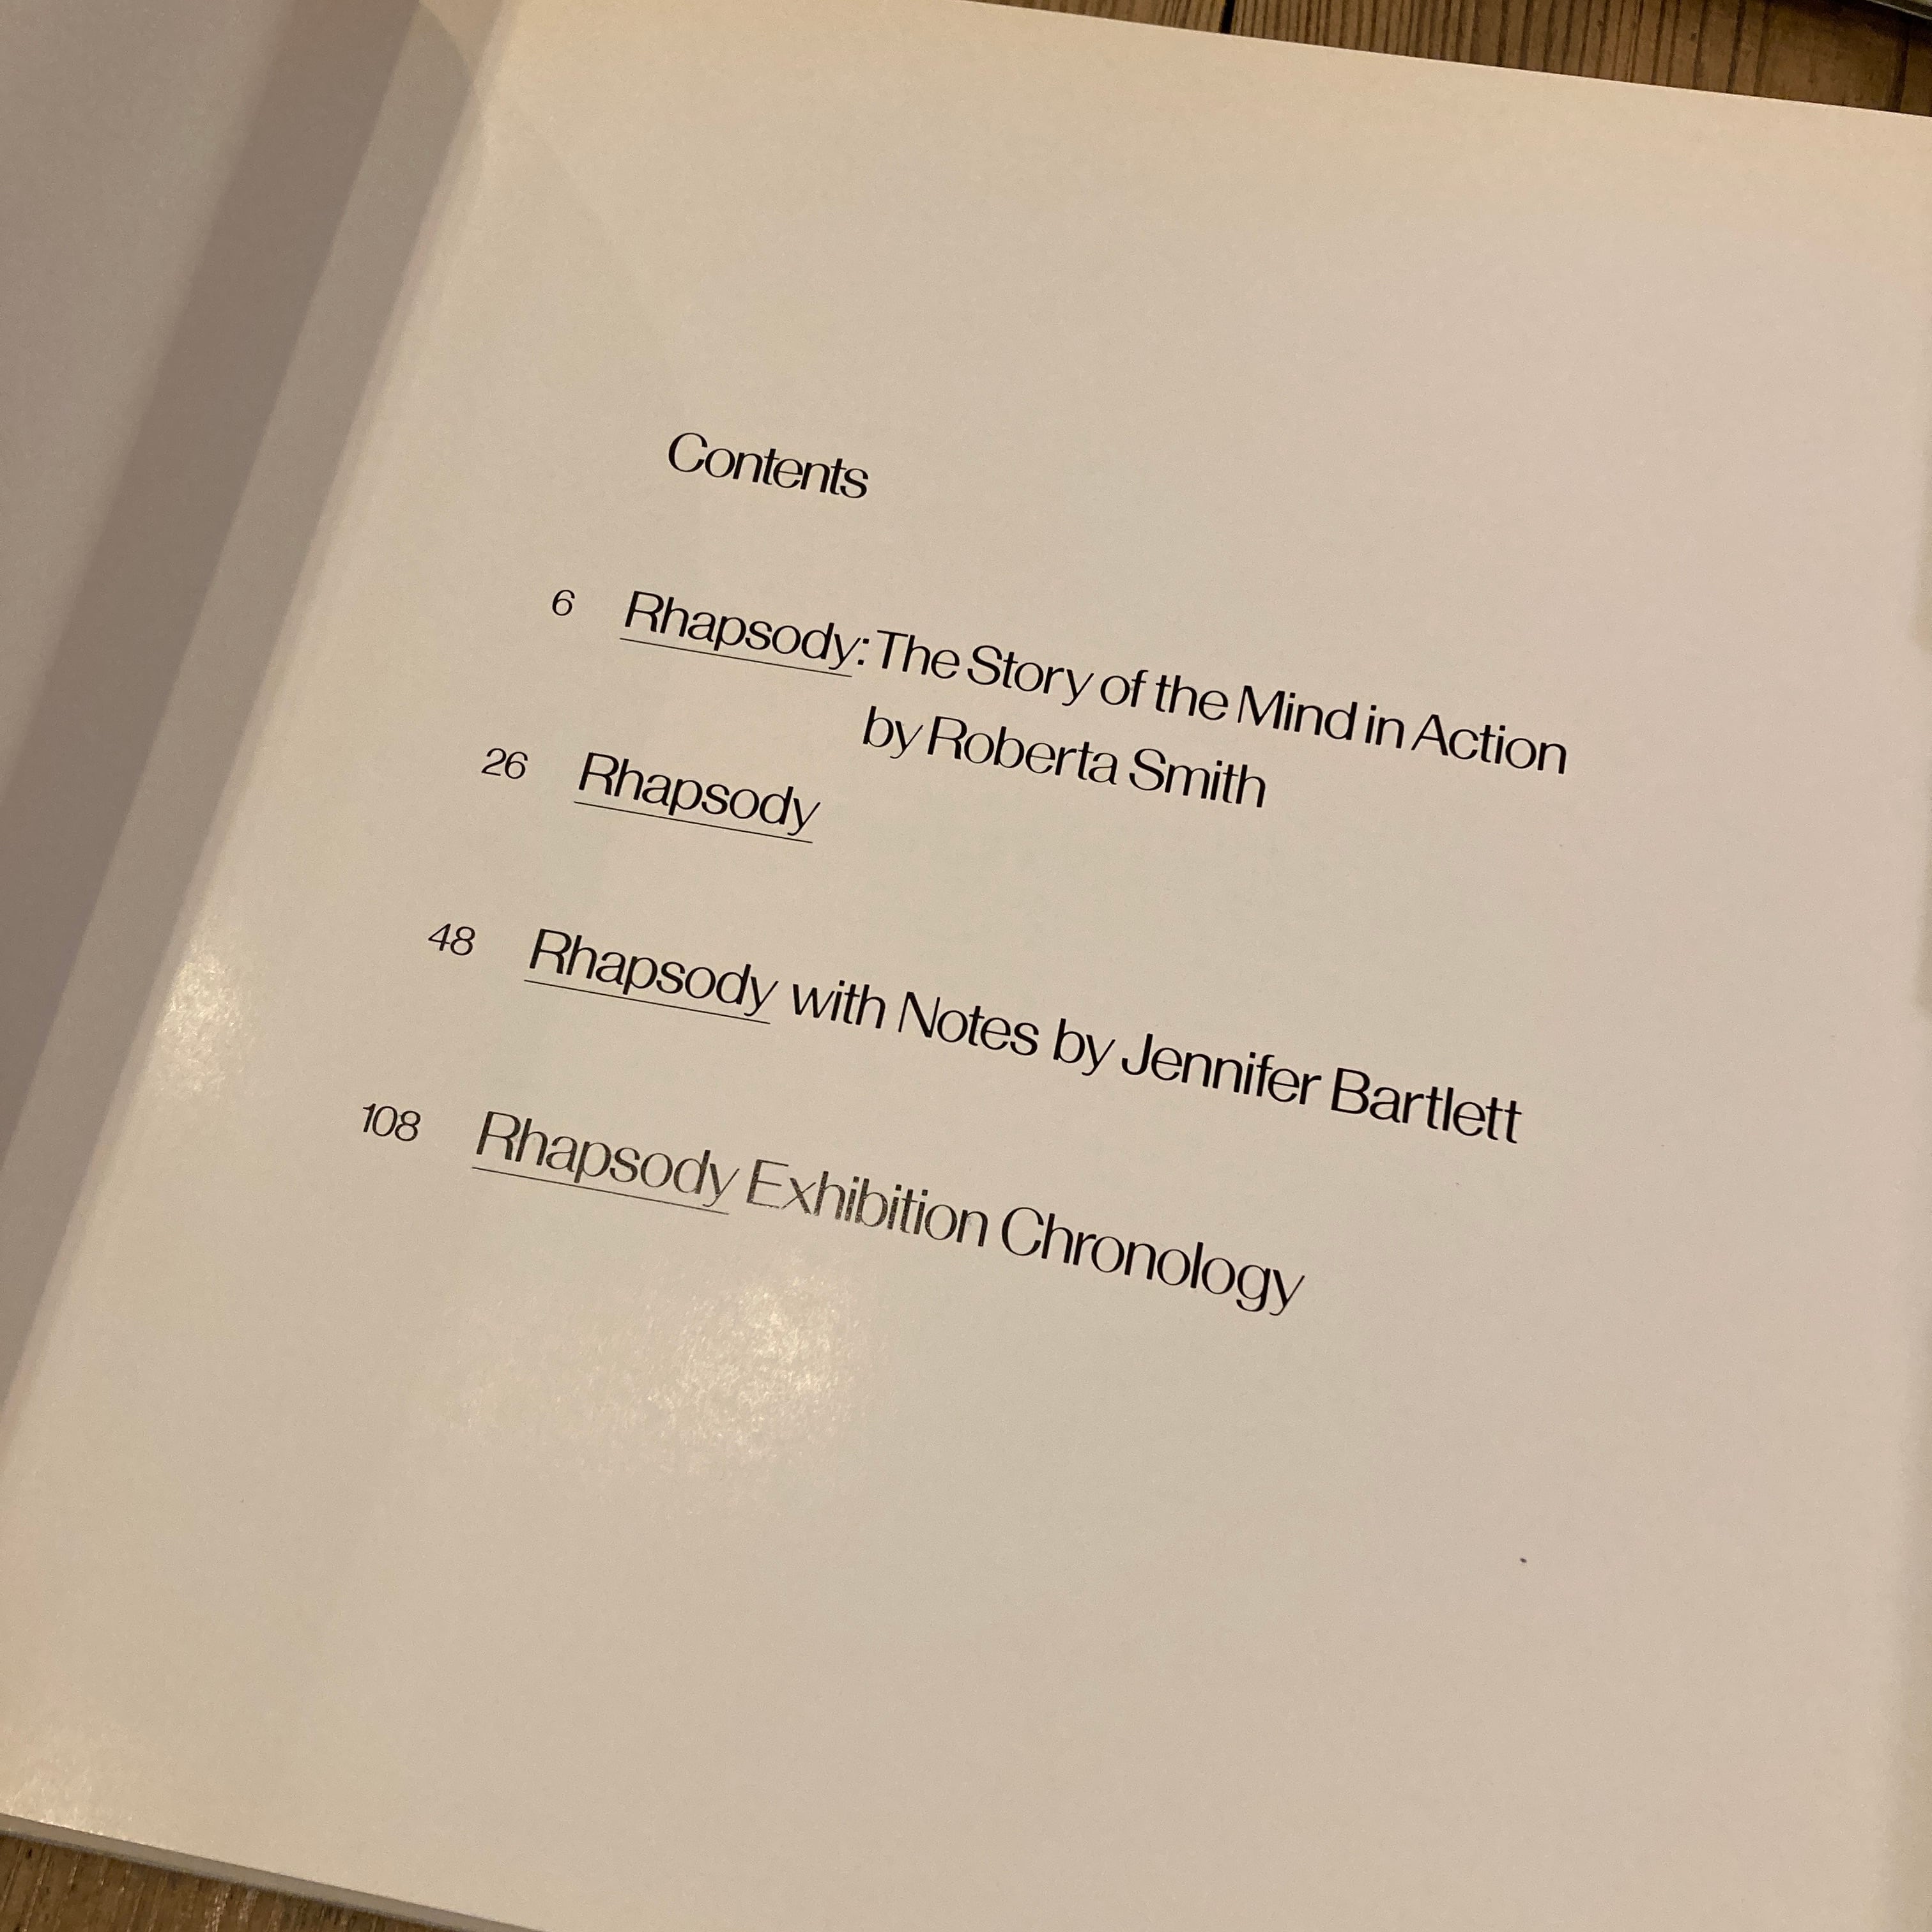 Contents
6 Rhapsody: The Story of the Mind in Action
by Roberta Smith
26 Rhapsody
48 Rhapsody with Notes by Jennifer Bartlett
108 Rhapsody Exhibition Chronology